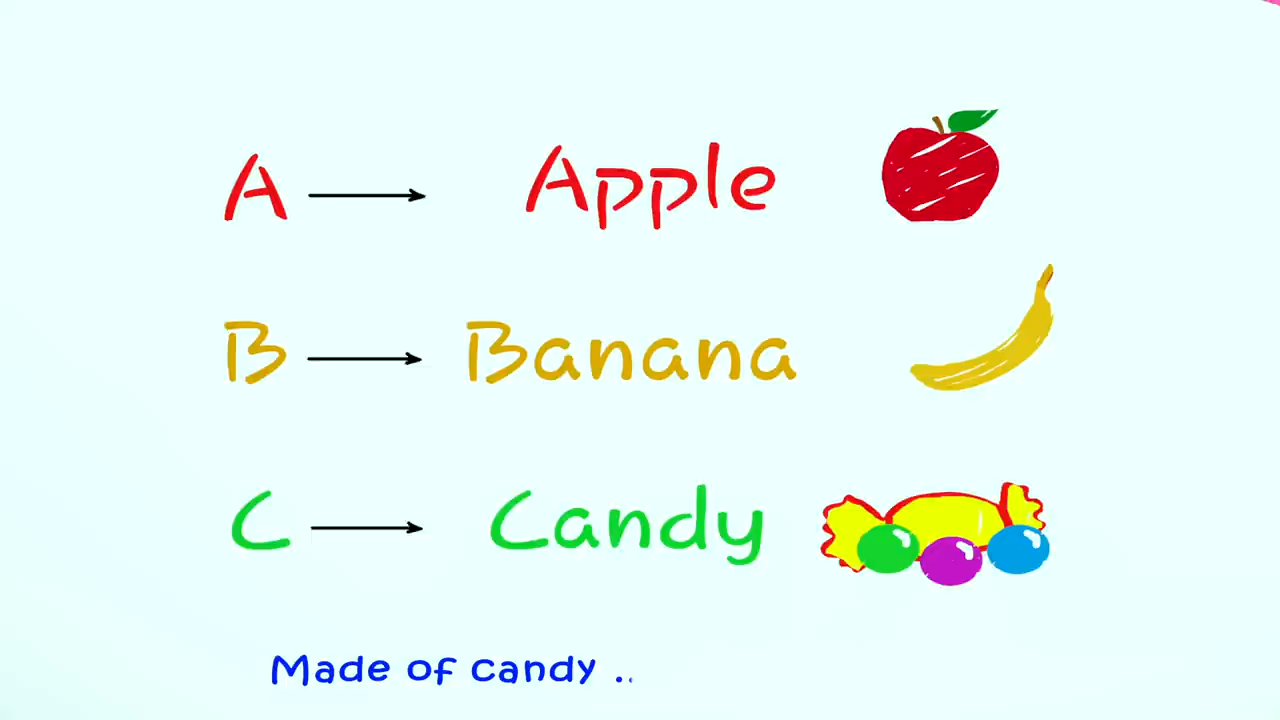 A → Apple
B → Banana
C → Candy
Made of candy ..